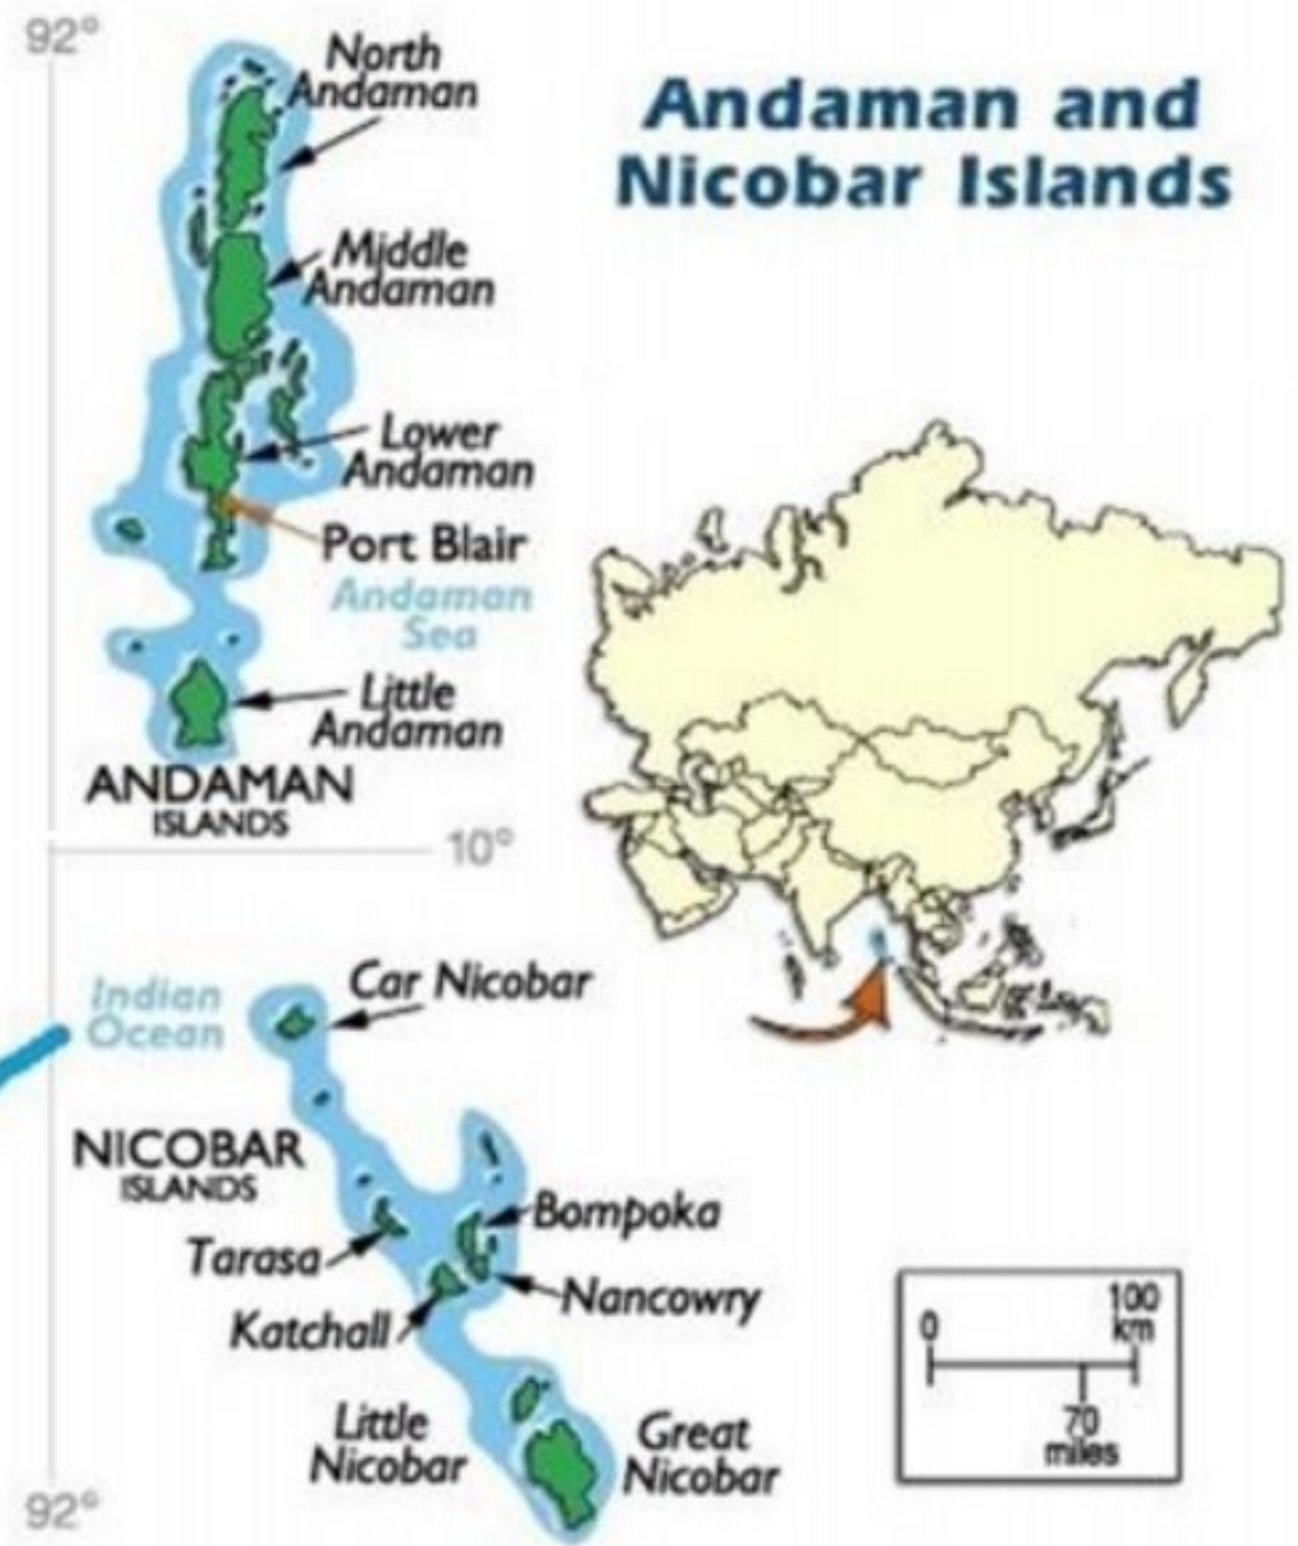 92°
North
Andaman
Andaman and
Nicobar Islands
Middle
Andaman
Lower
Andaman
Port Blair
Andaman
Sea
Little
Andaman
ANDAMAN
ISLANDS
10°
Indian
Ocean
Car Nicobar
NICOBAR
ISLANDS
Bompoka
Tarasa
Nancowry
Katchall
Little
Nicobar
Great
Nicobar
0
100
km
70
miles
92°